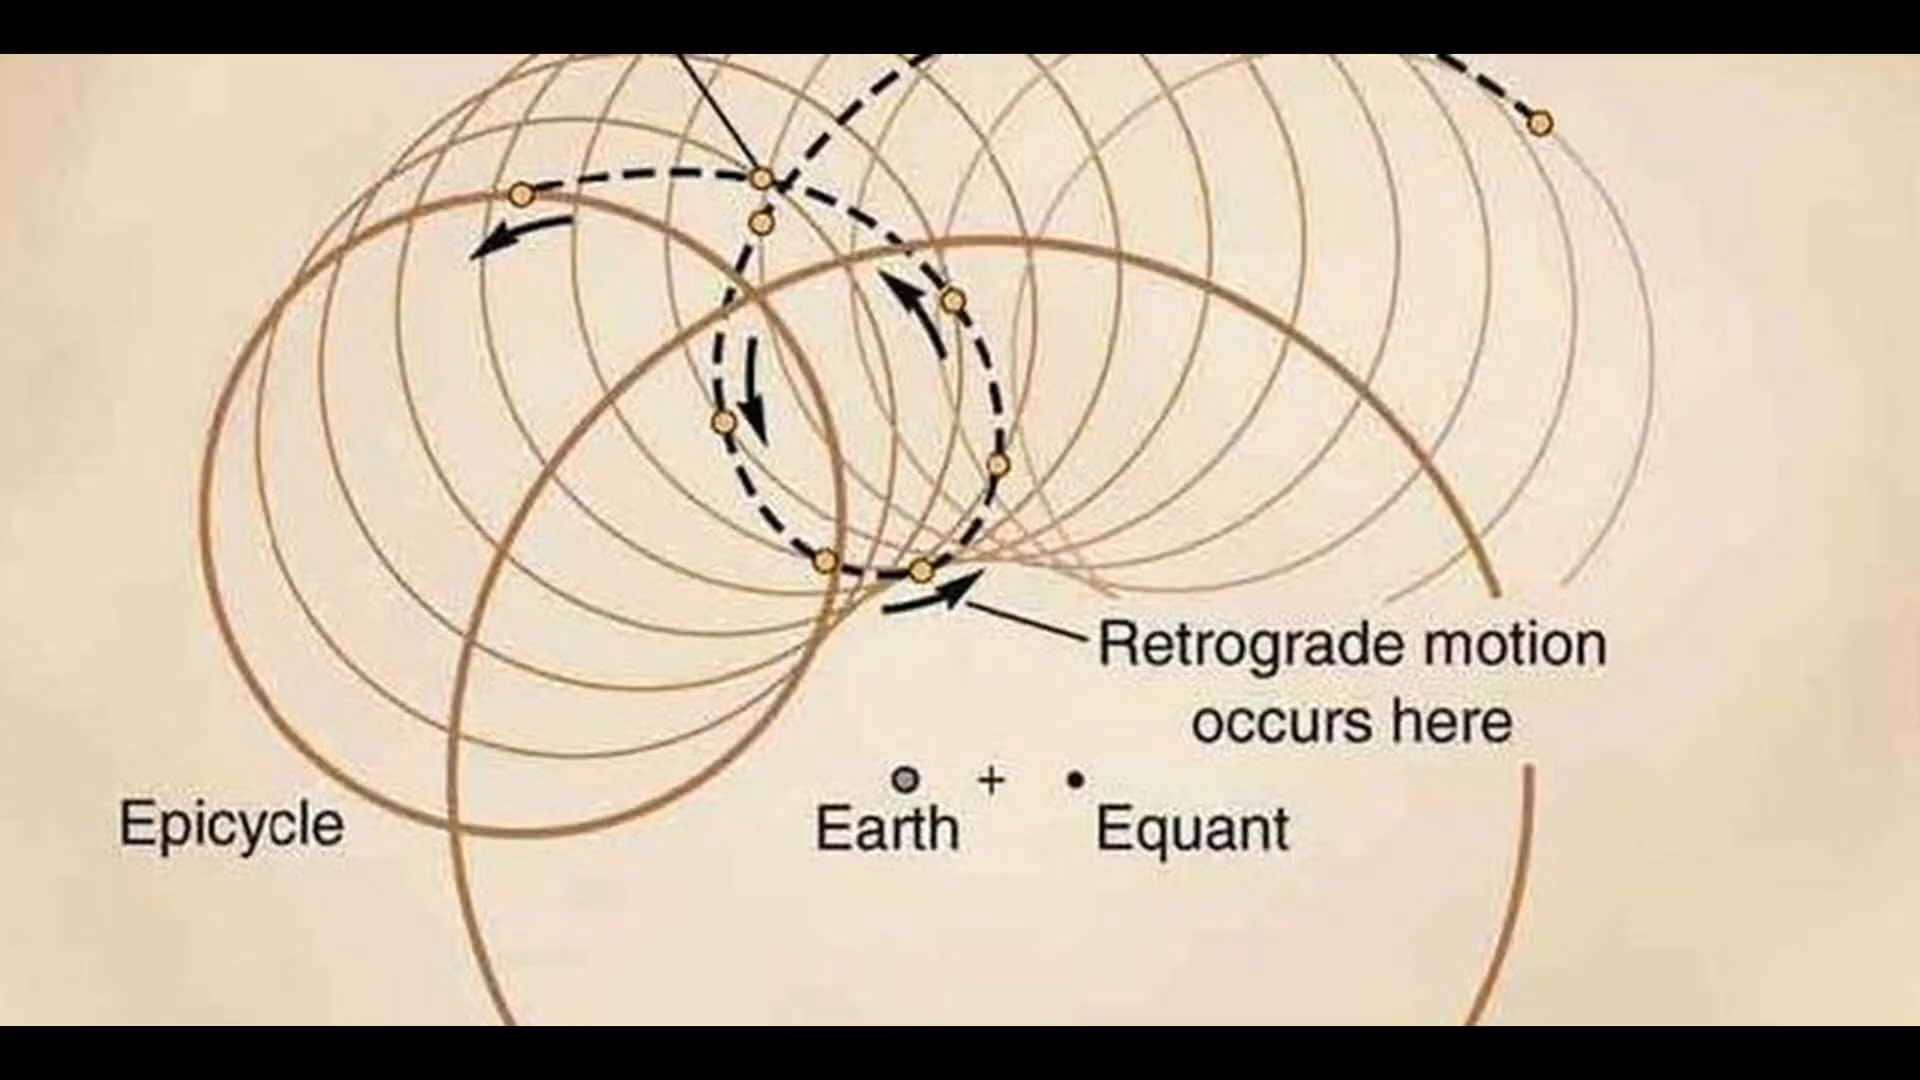 Retrograde motion
occurs here
Epicycle
Earth
Equant